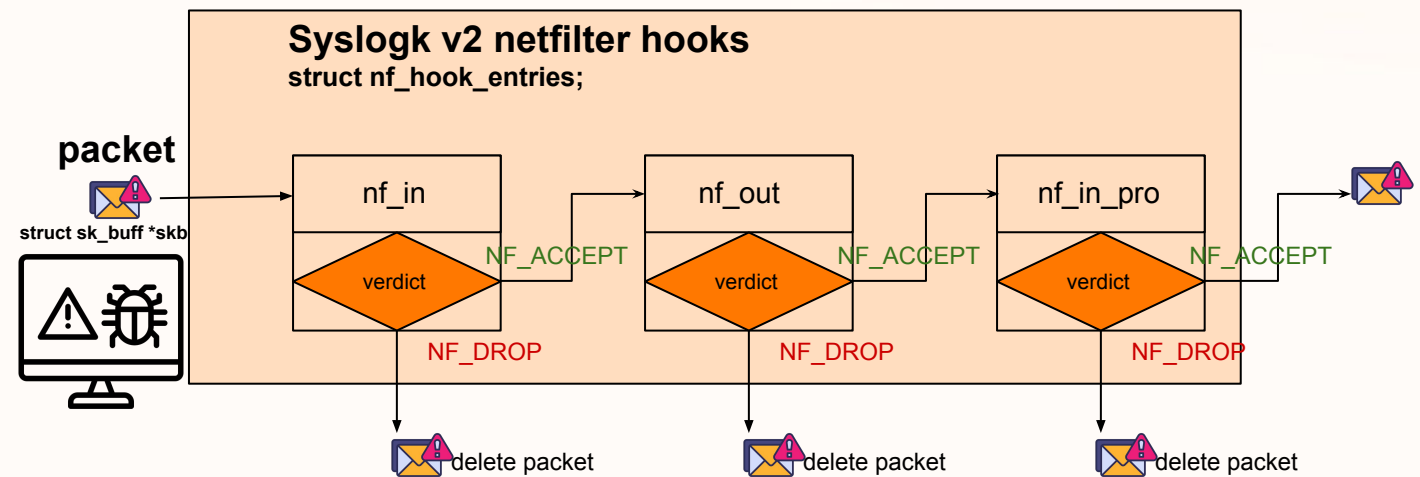 Syslogk v2 netfilter hooks
struct nf_hook_entries;
packet
struct sk_buff *skb
nf_in
nf_out
nf_in_pro
verdict
NF_ACCEPT
verdict
NF_ACCEPT
verdict
NF_ACCEPT
NF_DROP
NF_DROP
NF_DROP
delete packet
delete packet
delete packet